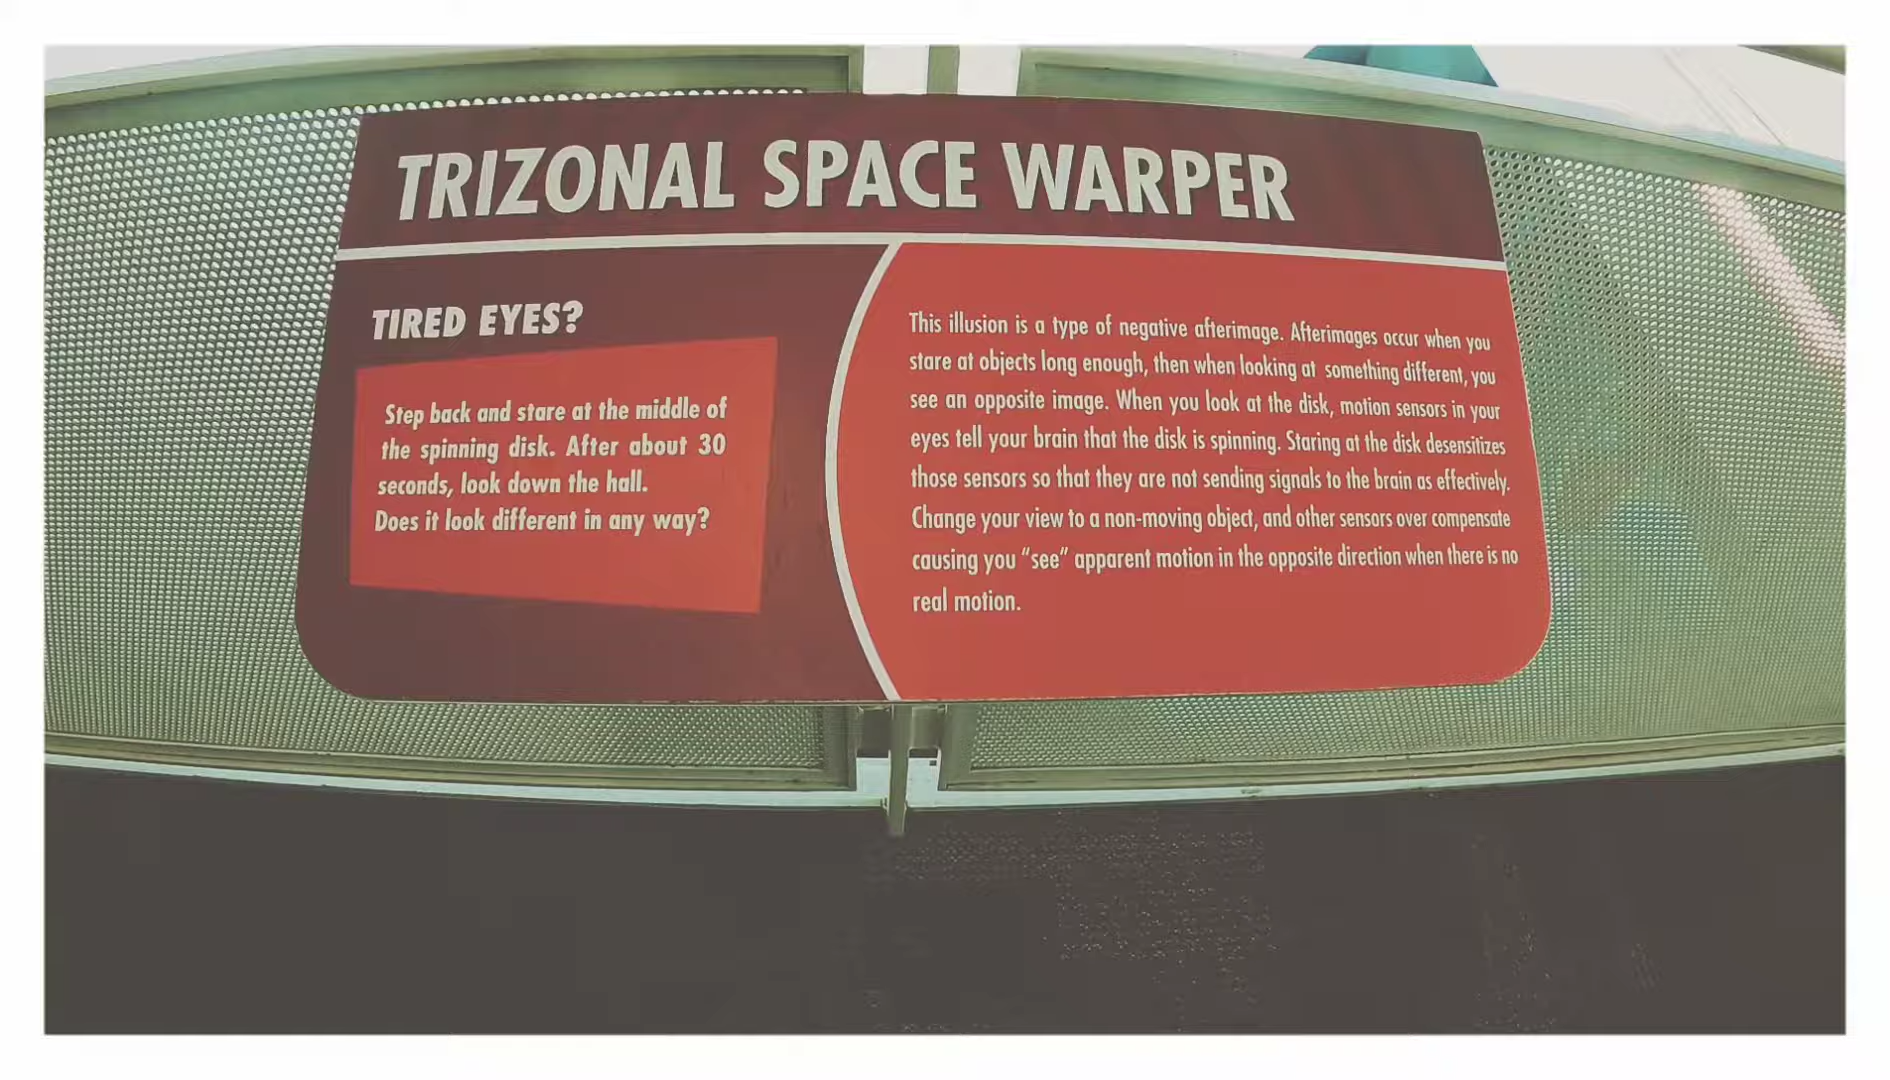 TRIZONAL SPACE WARPER
TIRED EYES?
Step back and stare at the middle of
the spinning disk. After about 30
seconds, look down the hall.
Does it look different in any way?
This illusion is a type of negative afterimage. Afterimages occur when you
stare at objects long enough, then when looking at something different, you
see an opposite image. When you look at the disk, motion sensors in your
eyes tell your brain that the disk is spinning. Staring at the disk desensitizes
those sensors so that they are not sending signals to the brain as effectively.
Change your view to a non-moving object, and other sensors over compensate
causing you "see" apparent motion in the opposite direction when there is no
real motion.